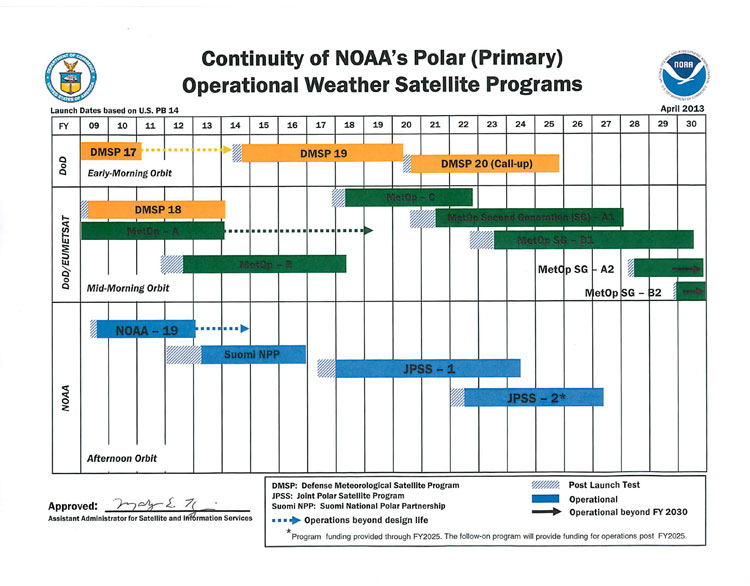 Continuity of NOAA's Polar (Primary)
Operational Weather Satellite Programs
NOAA
Launch Dates based on U.S. PB 14
April 2013
FY 09 10 11 12 13 14 15 16 17 18 19 20 21 22 23 24 25 26 27 28 30
DoD
DMSP 17
DMSP 19
DMSP 20 (Call-up)
Early-Morning Orbit
DoD/EUMETSAT
MetOp – C
DMSP 18
MetOp Second Generation (SG) – A1
MetOp – A
MetOp – SG – B1
MetOp – B
MetOp SG – A2
Mid-Morning Orbit
MetOp SG – B2
NOAA
NOAA – 19
Suomi NPP
JPSS – 1
JPSS – 2*
Afternoon Orbit
Approved:
Assistant Administrator for Satellite and Information Services
DMSP: Defense Meteorological Satellite Program
JPSS: Joint Polar Satellite Program
Suomi NPP: Suomi National Polar Partnership
Operations beyond design life
Post Launch Test
Operational
Operational beyond FY 2030
*Program funding provided through FY2025. The follow-on program will provide funding for operations post FY2025.